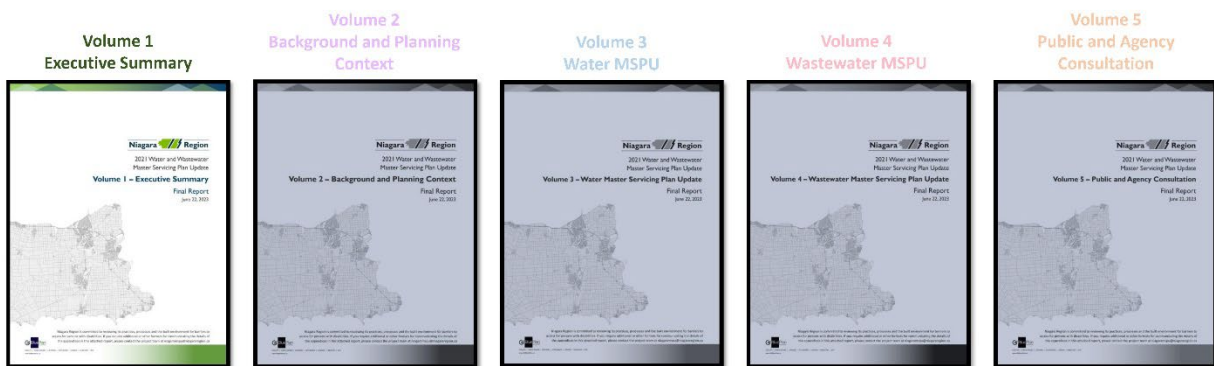 Volume 1
Executive Summary
Volume 2
Background and Planning
Context
Volume 3
Water MSPU
Volume 4
Wastewater MSPU
Volume 5
Public and Agency
Consultation
Niagara Region
2021 Water and Wastewater
Master Servicing Plan Update
Volume 1 – Executive Summary
Final Report
June 22, 2023
Niagara Region
2021 Water and Wastewater
Master Servicing Plan Update
Volume 2 – Background and Planning Context
Final Report
June 22, 2023
Niagara Region
2021 Water and Wastewater
Master Servicing Plan Update
Volume 3 – Water Master Servicing Plan Update
Final Report
June 22, 2023
Niagara Region
2021 Water and Wastewater
Master Servicing Plan Update
Volume 4 – Wastewater Master Servicing Plan Update
Final Report
June 22, 2023
Niagara Region
2021 Water and Wastewater
Master Servicing Plan Update
Volume 5 – Public and Agency Consultation
Final Report
June 22, 2023